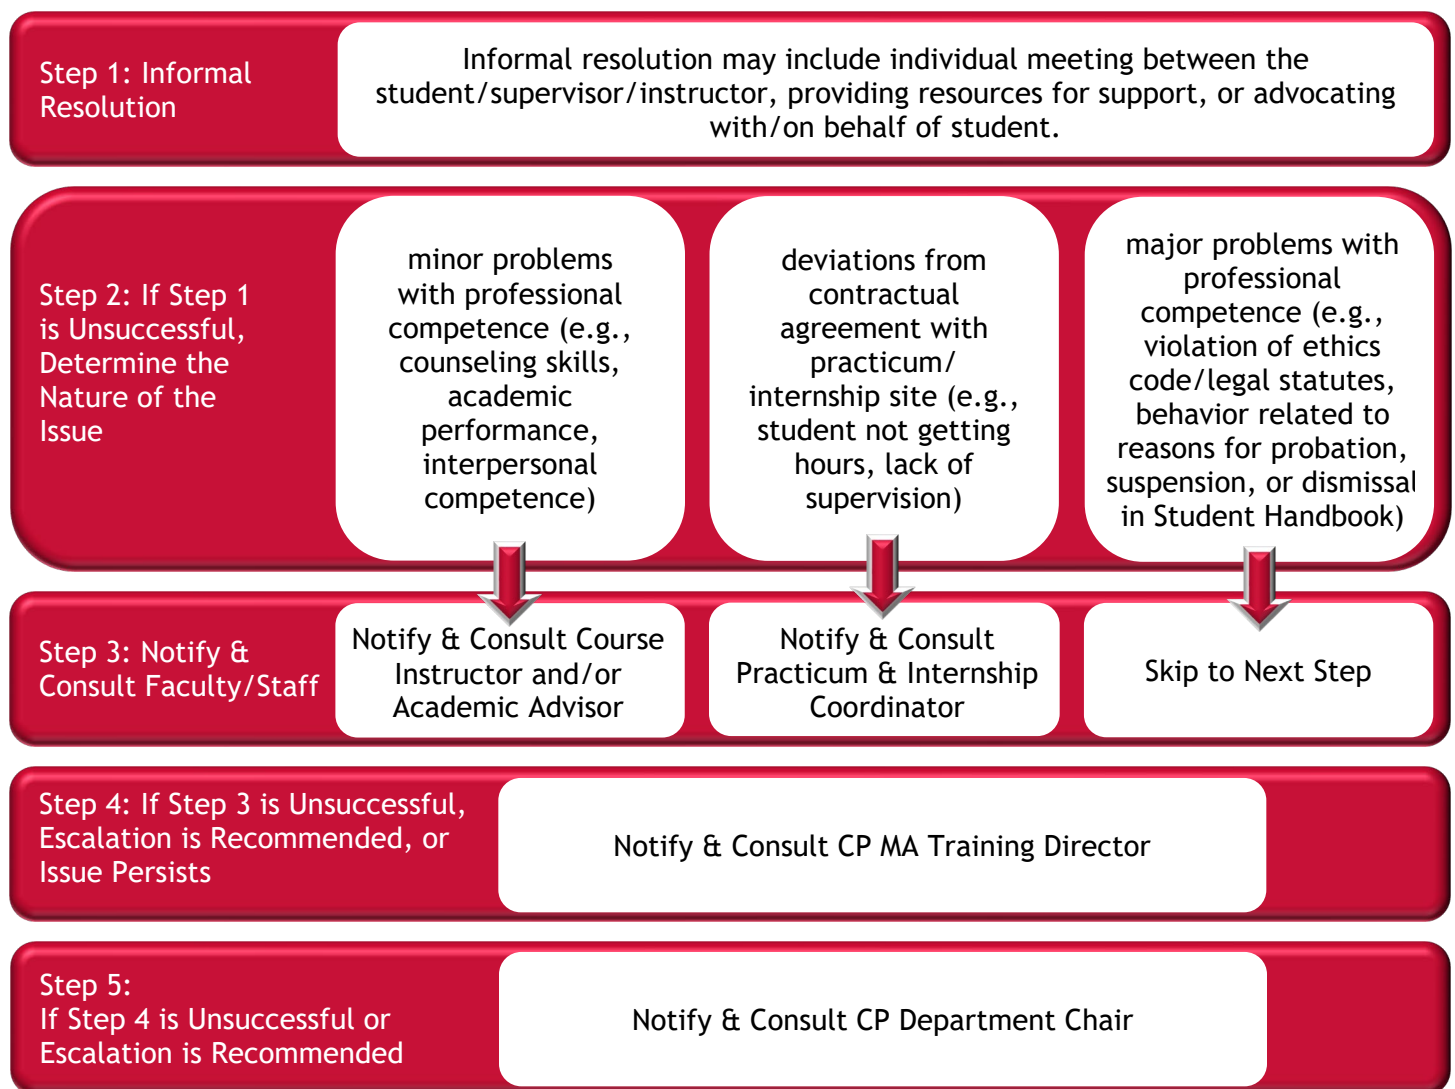 Step 1: Informal
Resolution
Informal resolution may include individual meeting between the
student/supervisor/instructor, providing resources for support, or advocating
with/on behalf of student.
Step 2: If Step 1
is Unsuccessful,
Determine the
Nature of the
Issue
minor problems
with professional
competence (e.g.,
counseling skills,
academic
performance,
interpersonal
competence)
deviations from
contractual
agreement with
practicum/
internship site (e.g.,
student not getting
hours, lack of
supervision)
major problems with
professional
competence (e.g.,
violation of ethics
code/legal statutes,
behavior related to
reasons for probation,
suspension, or dismissal
in Student Handbook)
Step 3: Notify &
Consult Faculty/Staff
Notify & Consult Course
Instructor and/or
Academic Advisor
Notify & Consult
Practicum & Internship
Coordinator
Skip to Next Step
Step 4: If Step 3 is Unsuccessful,
Escalation is Recommended, or
Issue Persists
Notify & Consult CP MA Training Director
Step 5:
If Step 4 is Unsuccessful or
Escalation is Recommended
Notify & Consult CP Department Chair